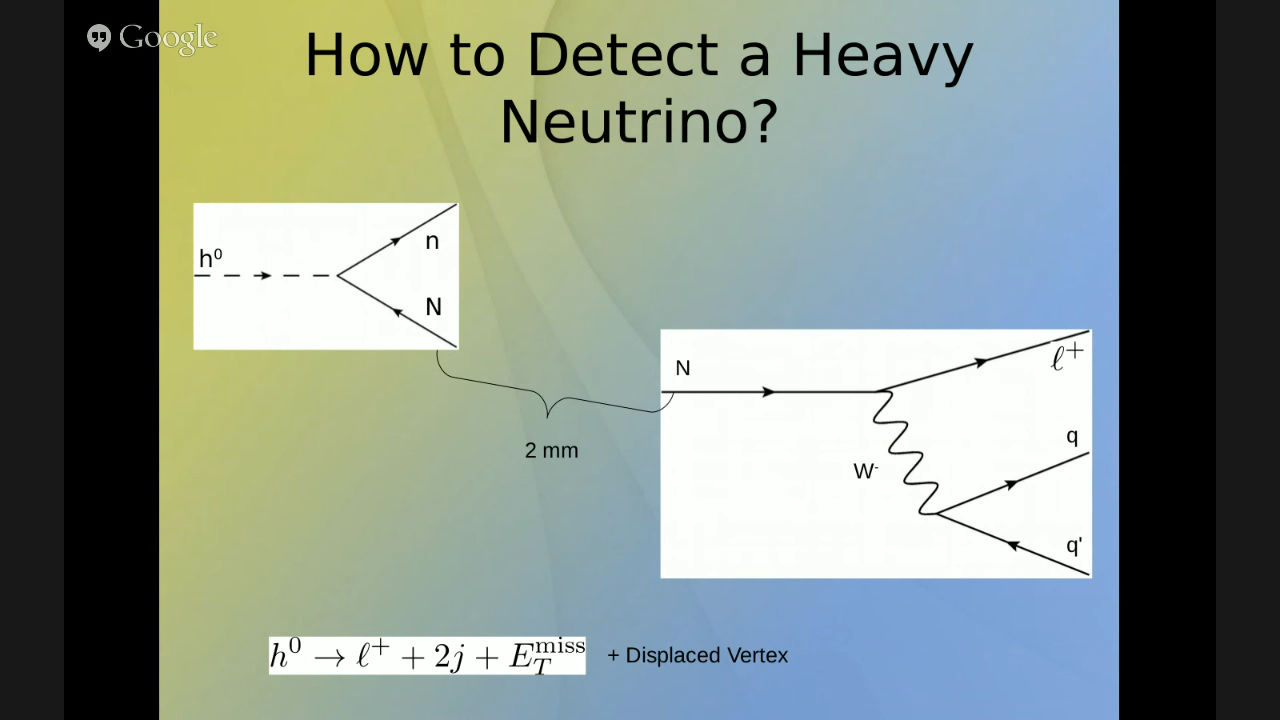 Google
How to Detect a Heavy
Neutrino?
h⁰
n
N
N
ℓ⁺
q
2 mm
W⁻
q'
h⁰ → ℓ⁺ + 2j + E_T^miss + Displaced Vertex